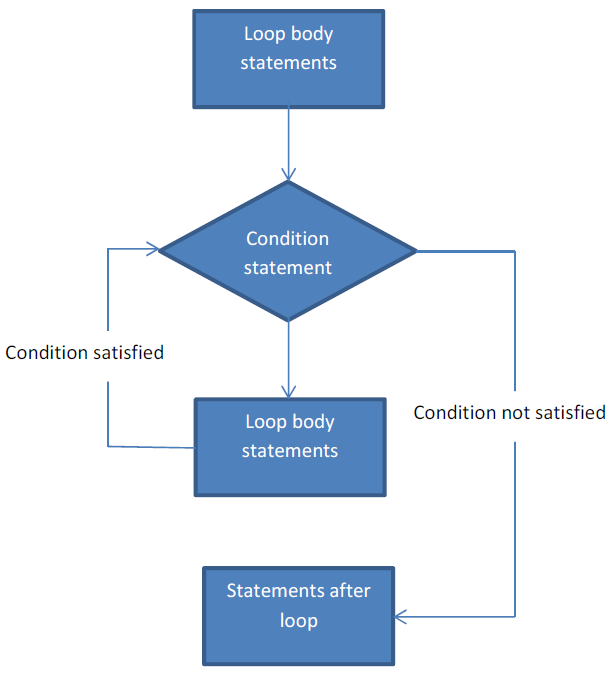 Loop body
statements
Condition
statement
Condition satisfied
Condition not satisfied
Loop body
statements
Statements after
loop